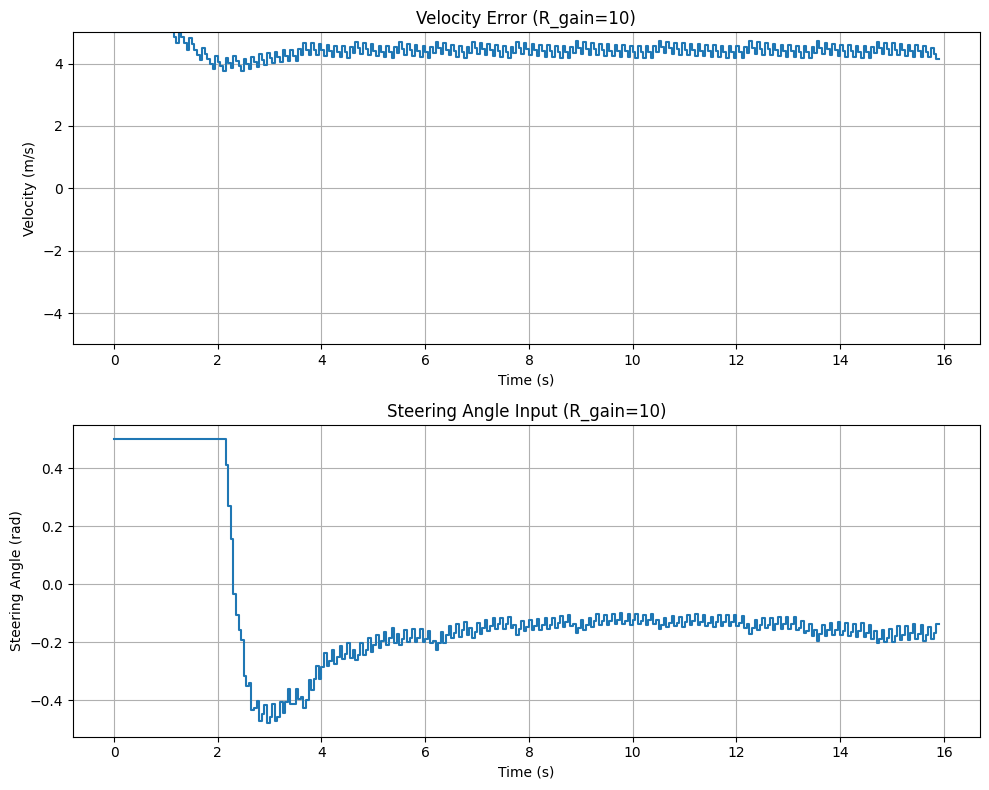 Velocity Error (R_gain=10)
Velocity (m/s)
4
2
0
−2
−4
0 2 4 6 8 10 12 14 16
Time (s)
Steering Angle Input (R_gain=10)
Steering Angle (rad)
0.4
0.2
0.0
−0.2
−0.4
0 2 4 6 8 10 12 14 16
Time (s)